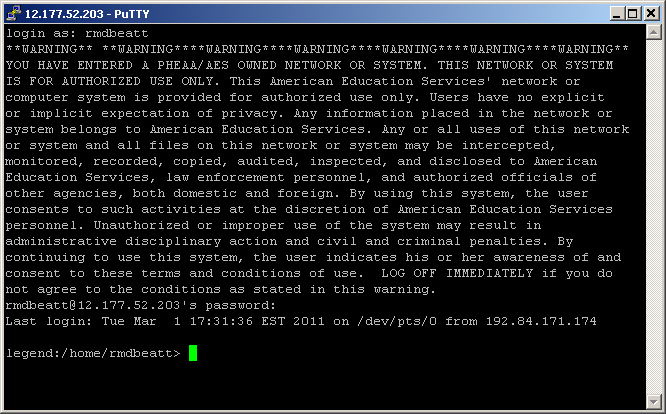 12.177.52.203 - PuTTY
login as: rmdbeatt
**WARNING** **WARNING****WARNING****WARNING****WARNING****WARNING****WARNING**
YOU HAVE ENTERED A PHEAA/AES OWNED NETWORK OR SYSTEM. THIS NETWORK OR SYSTEM
IS FOR AUTHORIZED USE ONLY. This American Education Services' network or
computer system is provided for authorized use only. Users have no explicit
or implicit expectation of privacy. Any information placed in the network or
system belongs to American Education Services. Any or all uses of this network
or system and all files on this network or system may be intercepted,
monitored, recorded, copied, audited, inspected, and disclosed to American
Education Services, law enforcement personnel, and authorized officials of
other agencies, both domestic and foreign. By using this system, the user
consents to such activities at the discretion of American Education Services
personnel. Unauthorized or improper use of the system may result in
administrative disciplinary action and civil and criminal penalties. By
continuing to use this system, the user indicates his or her awareness of and
consent to these terms and conditions of use.  LOG OFF IMMEDIATELY if you do
not agree to the conditions as stated in this warning.
rmdbeatt@12.177.52.203's password:
Last login: Tue Mar  1 17:31:36 EST 2011 on /dev/pts/0 from 192.84.171.174
legend:/home/rmdbeatt>